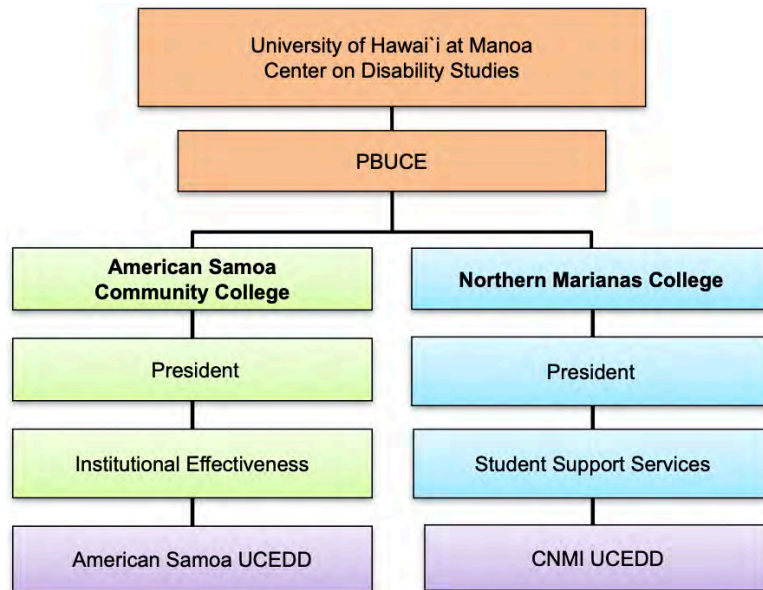 University of Hawai`i at Manoa
Center on Disability Studies
PBUCE
American Samoa
Community College
Northern Marianas College
President
President
Institutional Effectiveness
Student Support Services
American Samoa UCEDD
CNMI UCEDD